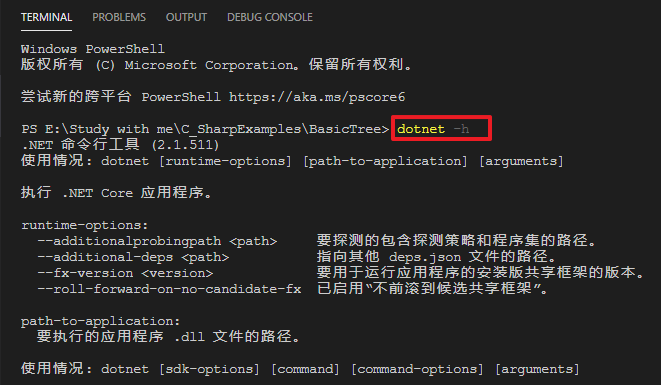 TERMINAL PROBLEMS OUTPUT DEBUG CONSOLE
Windows PowerShell
版权所有 (C) Microsoft Corporation。保留所有权利。
尝试新的跨平台 PowerShell https://aka.ms/pscore6
PS E:\Study with me\C_SharpExamples\BasicTree> dotnet -h
.NET 命令行工具 (2.1.511)
使用情况: dotnet [runtime-options] [path-to-application] [arguments]
执行 .NET Core 应用程序。
runtime-options:
--additionalprobingpath <path> 要探测的包含探测策略和程序集的路径。
--additional-deps <path> 指向其他 deps.json 文件的路径。
--fx-version <version> 要用于运行应用程序的安装版共享框架的版本。
--roll-forward-on-no-candidate-fx 已启用“不前滚到候选共享框架”。
path-to-application:
要执行的应用程序 .dll 文件的路径。
使用情况: dotnet [sdk-options] [command] [command-options] [arguments]